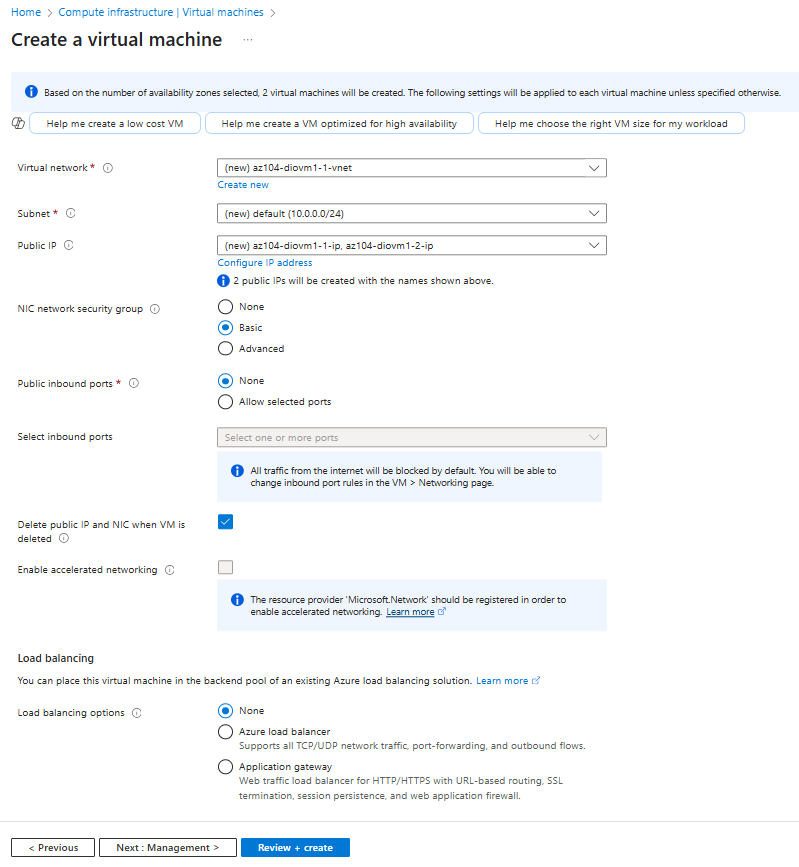 Home > Compute infrastructure | Virtual machines >
Create a virtual machine ...
Based on the number of availability zones selected, 2 virtual machines will be created. The following settings will be applied to each virtual machine unless specified otherwise.
Help me create a low cost VM Help me create a VM optimized for high availability Help me choose the right VM size for my workload
Virtual network * (new) az104-diovm1-1-vnet
Create new
Subnet * (new) default (10.0.0.0/24)
Public IP (new) az104-diovm1-1-ip, az104-diovm1-2-ip
Configure IP address
2 public IPs will be created with the names shown above.
NIC network security group None
Basic
Advanced
Public inbound ports * None
Allow selected ports
Select inbound ports Select one or more ports
All traffic from the internet will be blocked by default. You will be able to
change inbound port rules in the VM > Networking page.
Delete public IP and NIC when VM is
deleted
Enable accelerated networking
The resource provider 'Microsoft.Network' should be registered in order to
enable accelerated networking. Learn more
Load balancing
You can place this virtual machine in the backend pool of an existing Azure load balancing solution. Learn more
Load balancing options None
Azure load balancer
Supports all TCP/UDP network traffic, port-forwarding, and outbound flows.
Application gateway
Web traffic load balancer for HTTP/HTTPS with URL-based routing, SSL
termination, session persistence, and web application firewall.
< Previous Next : Management > Review + create